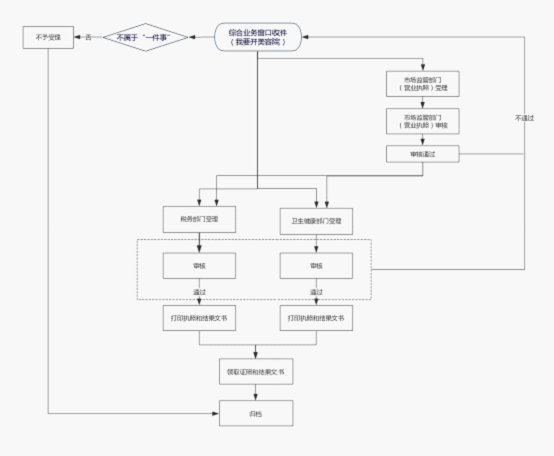 综合业务窗口收件
（我要开美容院）
不属于“一件事”
否
不予受理
市场监管部门
（营业执照）受理
市场监管部门
（营业执照）审核
不通过
审核通过
税务部门受理
卫生健康部门受理
审核
审核
通过
通过
打印执照和结果文书
打印执照和结果文书
领取证照和结果文书
归档